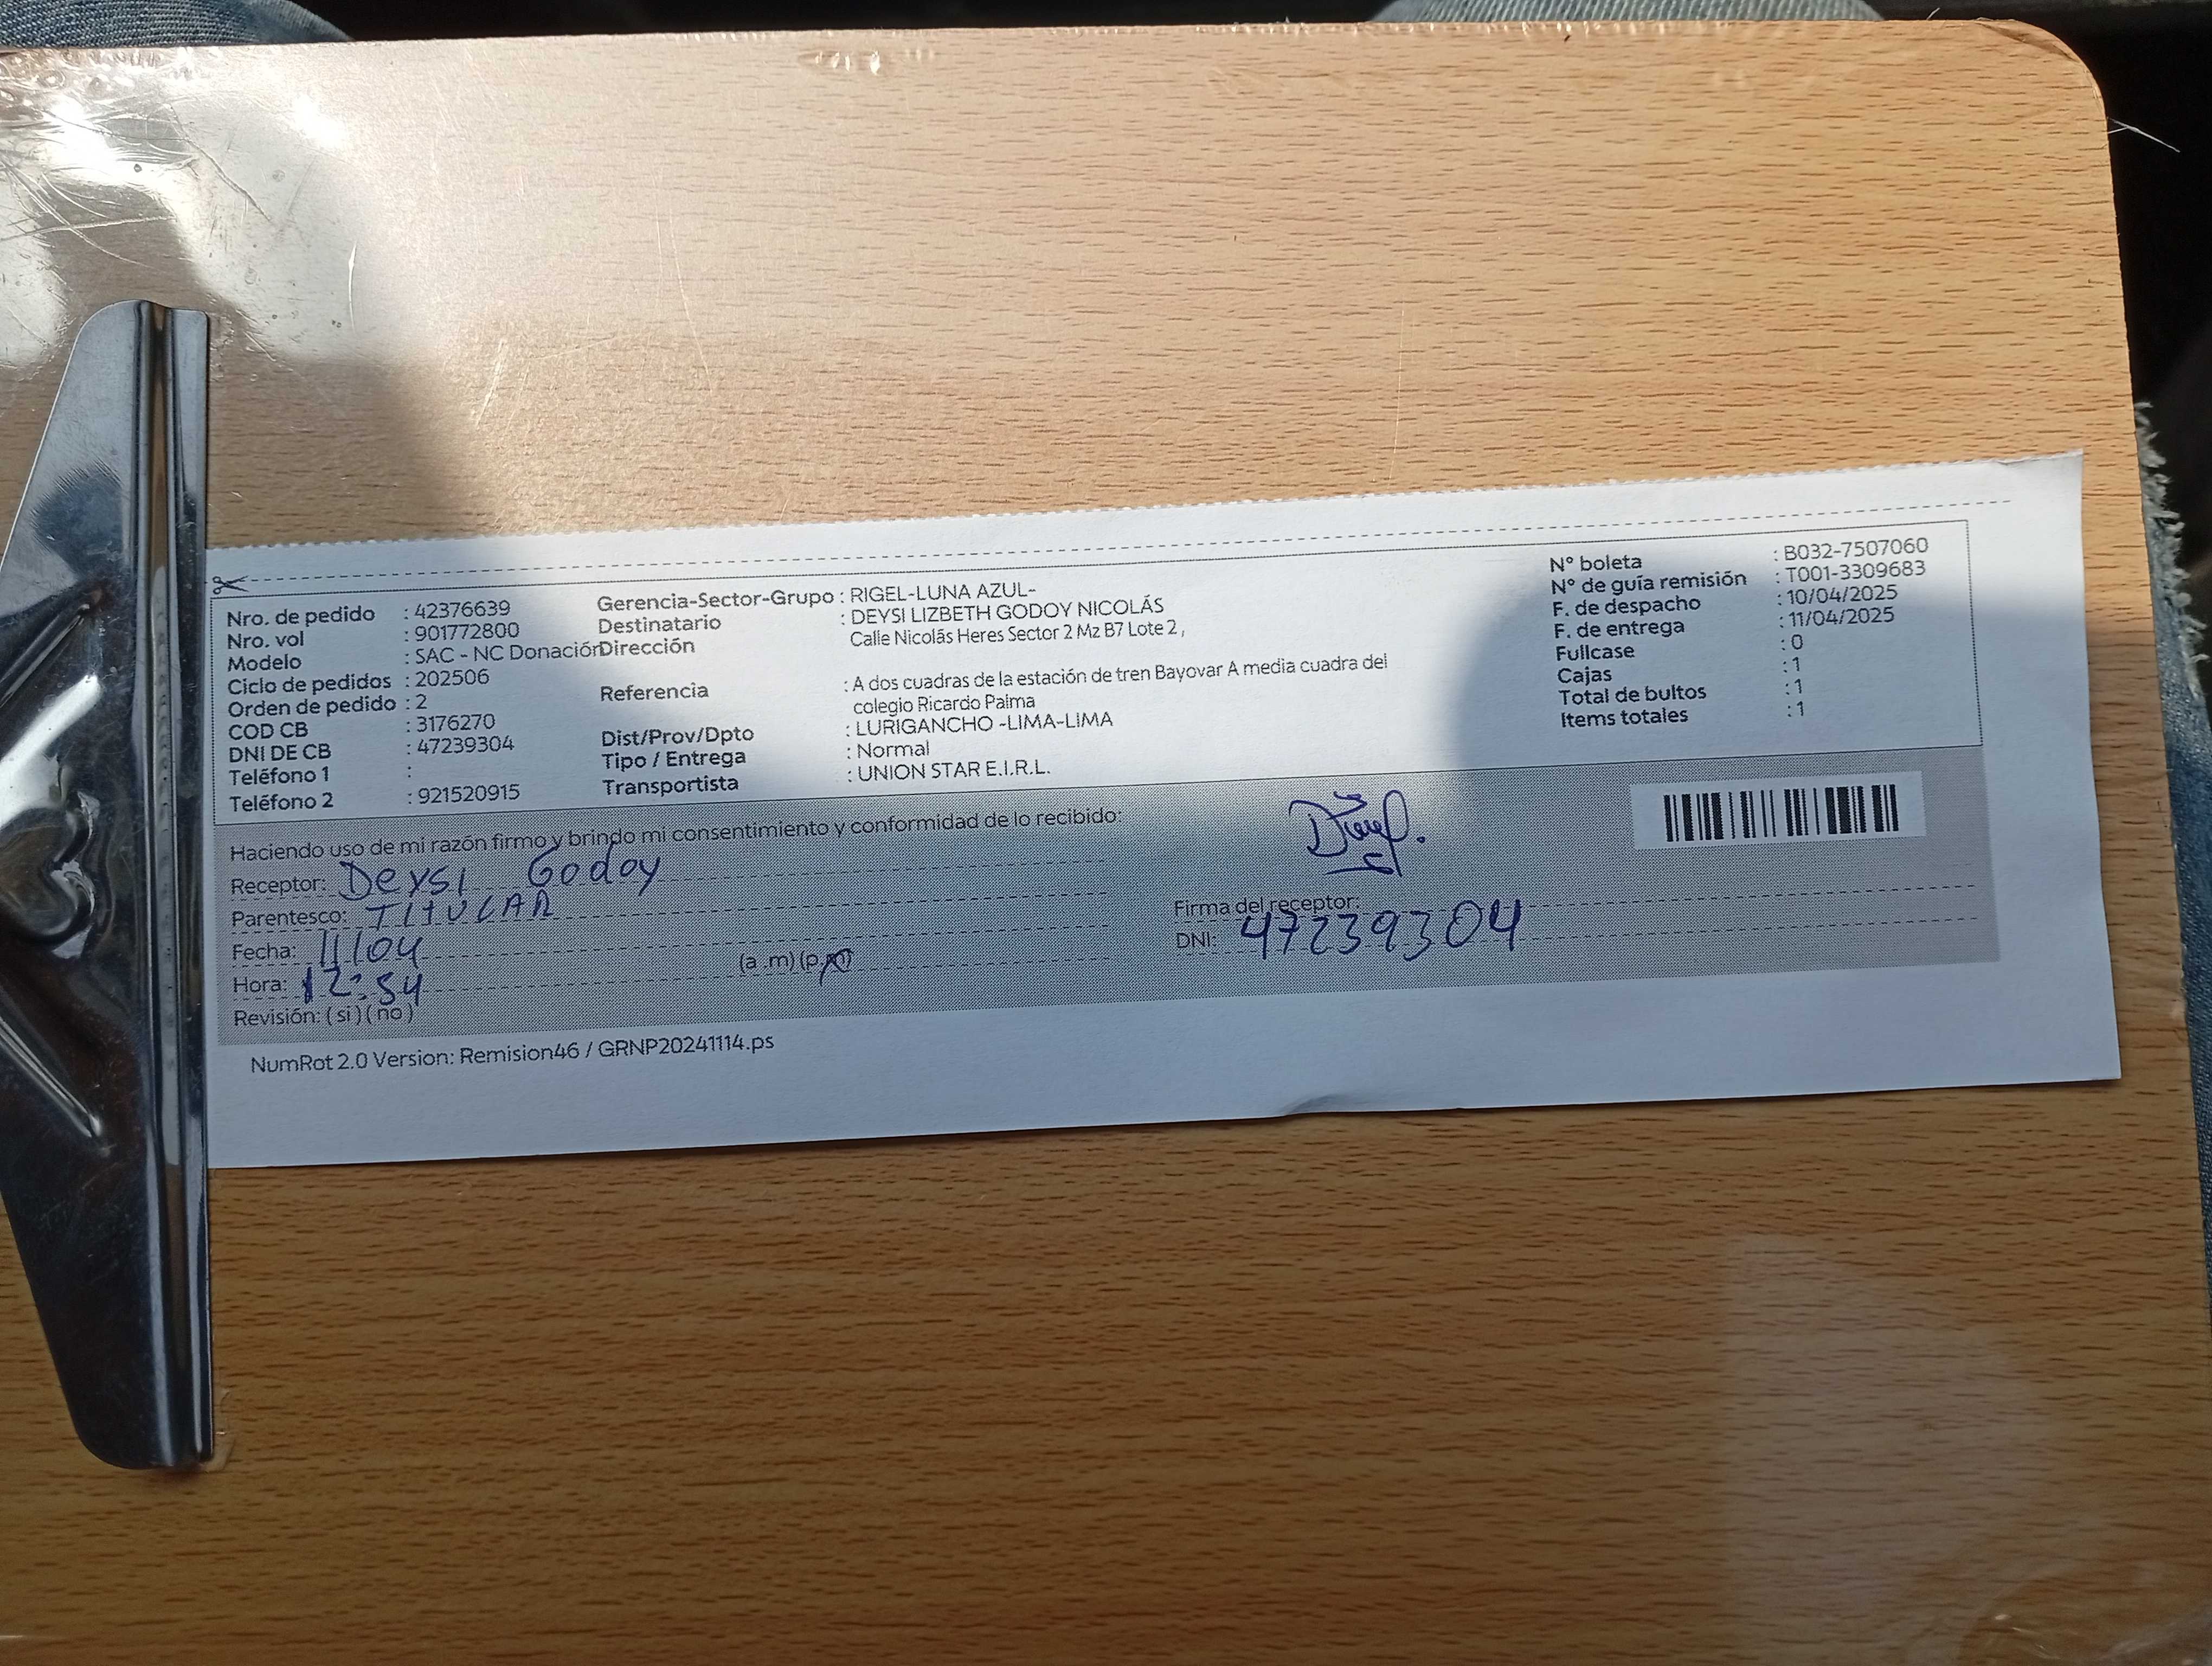 Nro. de pedido : 42376639
Nro. vol : 901772800
Modelo : SAC - NC Donación
Ciclo de pedidos : 202506
Orden de pedido : 2
COD CB : 3176270
DNI DE CB : 47239304
Teléfono 1 :
Teléfono 2 : 921520915
Gerencia-Sector-Grupo : RIGEL-LUNA AZUL-
Destinatario : DEYSI LIZBETH GODOY NICOLÁS
Dirección Calle Nicolás Heres Sector 2 Mz B7 Lote 2 ,
Referencia : A dos cuadras de la estación de tren Bayovar A media cuadra del
colegio Ricardo Palma
Dist/Prov/Dpto : LURIGANCHO -LIMA-LIMA
Tipo / Entrega : Normal
Transportista : UNION STAR E.I.R.L.
N° boleta : B032-7507060
N° de guía remisión : T001-3309683
F. de despacho : 10/04/2025
F. de entrega : 11/04/2025
Fullcase : 0
Cajas : 1
Total de bultos : 1
Items totales : 1
Haciendo uso de mi razón firmo y brindo mi consentimiento y conformidad de lo recibido:
Receptor: Deysi Godoy
Parentesco: TITULAR
Fecha: 11/04
Hora: 12:54 (a .m) (p.m)
Revisión: ( si ) ( no )
Firma del receptor:
DNI: 47239304
NumRot 2.0 Version: Remision46 / GRNP20241114.ps